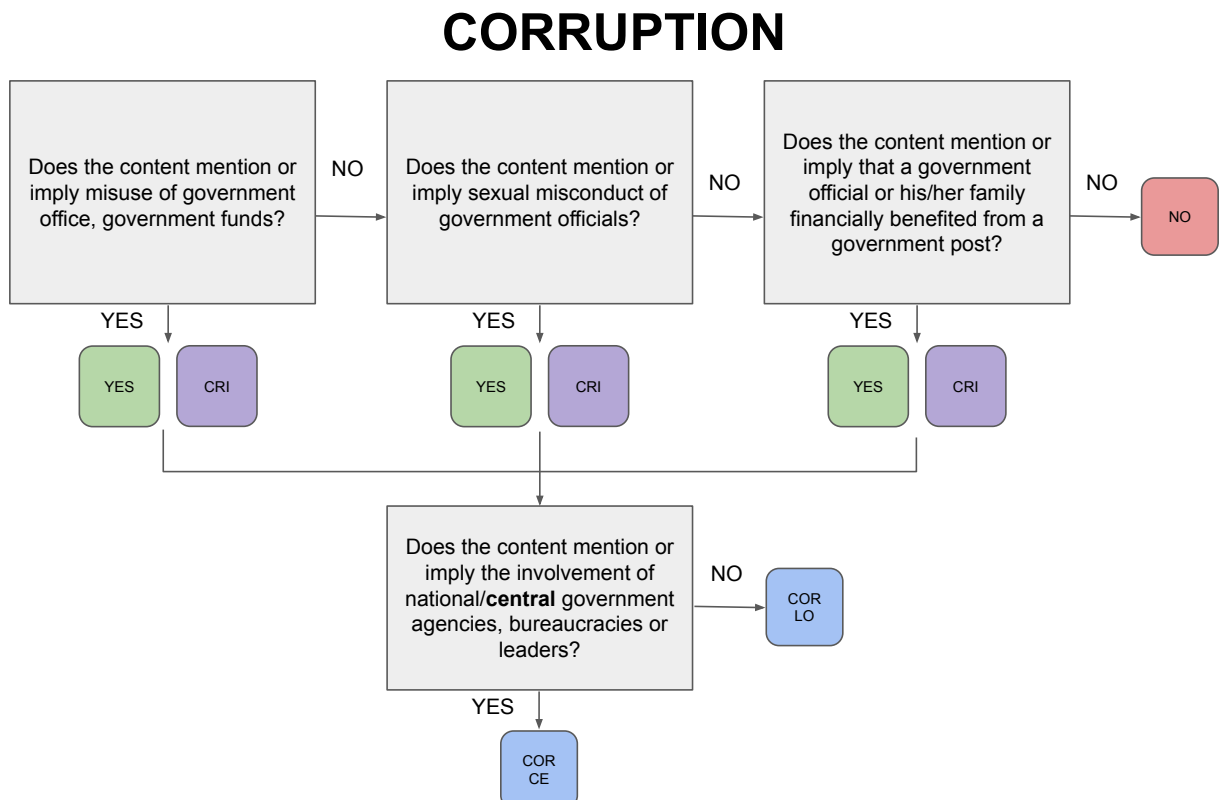 CORRUPTION
Does the content mention or
imply misuse of government
office, government funds?
NO
Does the content mention or
imply sexual misconduct of
government officials?
NO
Does the content mention or
imply that a government
official or his/her family
financially benefited from a
government post?
NO
NO
YES
YES
CRI
YES
YES
CRI
YES
YES
CRI
Does the content mention or
imply the involvement of
national/central government
agencies, bureaucracies or
leaders?
NO
COR
LO
YES
COR
CE